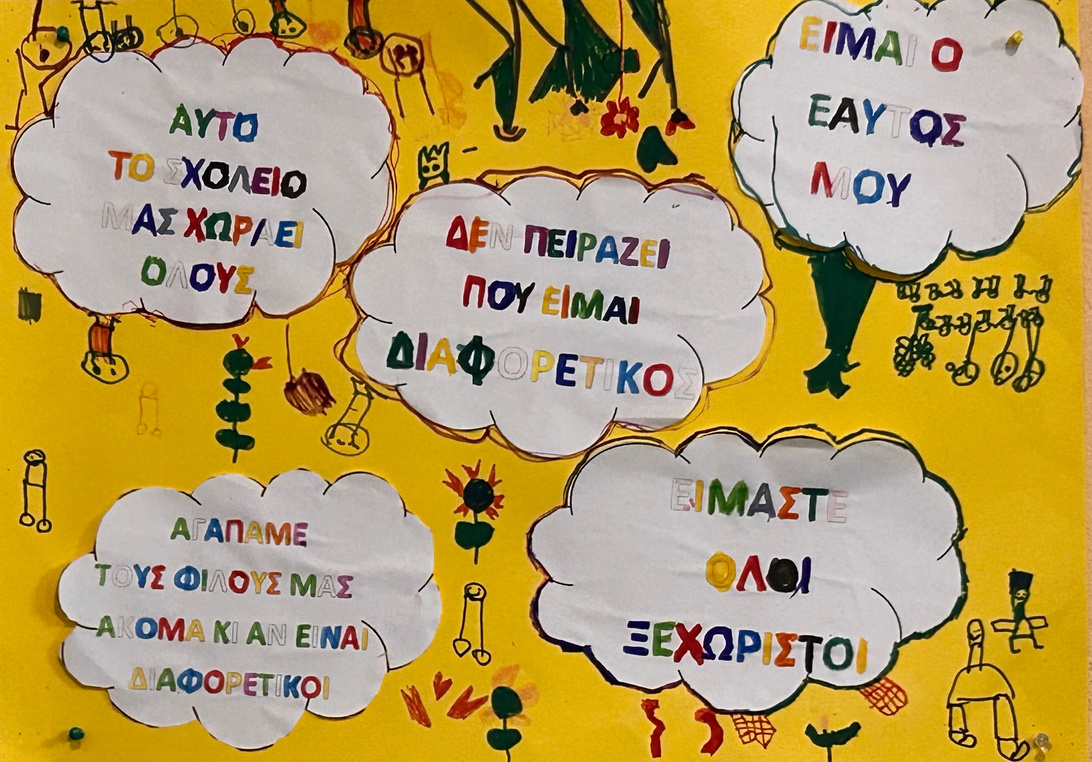 ΑΥΤΟ
ΤΟ ΣΧΟΛΕΙΟ
ΜΑΣ ΧΩΡΑΕΙ
ΟΛΟΥΣ
ΔΕΝ ΠΕΙΡΑΖΕΙ
ΠΟΥ ΕΙΜΑΙ
ΔΙΑΦΟΡΕΤΙΚΟΣ
ΕΙΜΑΙ Ο
ΕΑΥΤΟΣ
ΜΟΥ
ΑΓΑΠΑΜΕ
ΤΟΥΣ ΦΙΛΟΥΣ ΜΑΣ
ΑΚΟΜΑ ΚΙ ΑΝ ΕΙΝΑΙ
ΔΙΑΦΟΡΕΤΙΚΟΙ
ΕΙΜΑΣΤΕ
ΟΛΟΙ
ΞΕΧΩΡΙΣΤΟΙ